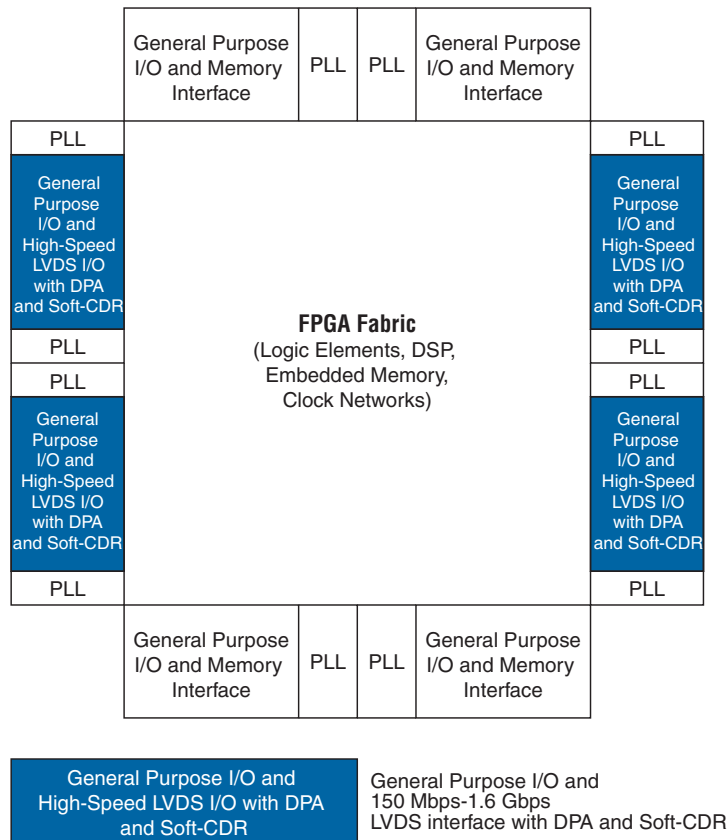 General Purpose
I/O and Memory
Interface
PLL
PLL
General Purpose
I/O and Memory
Interface
PLL
General
Purpose
I/O and
High-Speed
LVDS I/O
with DPA
and Soft-CDR
PLL
PLL
General
Purpose
I/O and
High-Speed
LVDS I/O
with DPA
and Soft-CDR
PLL
FPGA Fabric
(Logic Elements, DSP,
Embedded Memory,
Clock Networks)
PLL
General
Purpose
I/O and
High-Speed
LVDS I/O
with DPA
and Soft-CDR
PLL
PLL
General
Purpose
I/O and
High-Speed
LVDS I/O
with DPA
and Soft-CDR
PLL
General Purpose
I/O and Memory
Interface
PLL
PLL
General Purpose
I/O and Memory
Interface
General Purpose I/O and
High-Speed LVDS I/O with DPA
and Soft-CDR
General Purpose I/O and
150 Mbps-1.6 Gbps
LVDS interface with DPA and Soft-CDR